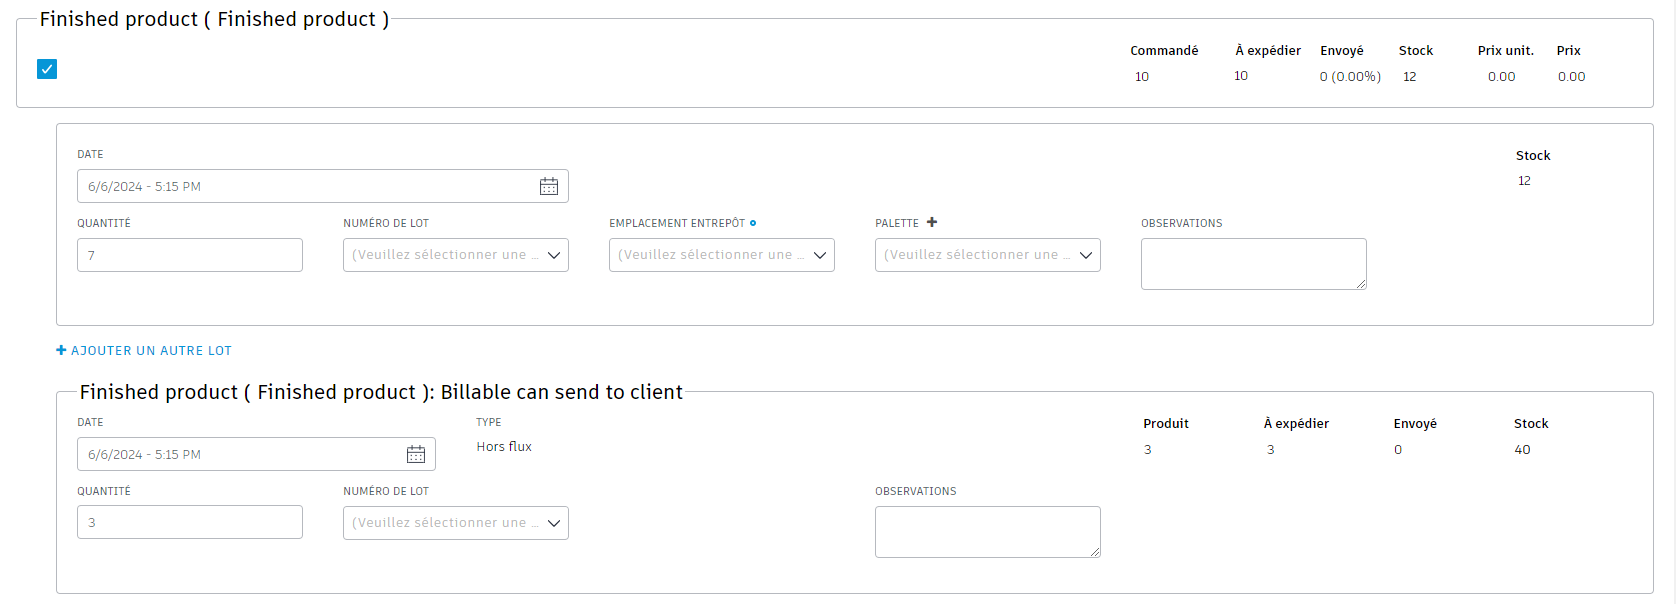 Finished product ( Finished product )
Commandé À expédier Envoyé Stock Prix unit. Prix
10 10 0 (0.00%) 12 0.00 0.00
DATE
Stock
6/6/2024 - 5:15 PM
12
QUANTITÉ NUMÉRO DE LOT EMPLACEMENT ENTREPÔT PALETTE OBSERVATIONS
7 (Veuillez sélectionner une ... (Veuillez sélectionner une ... (Veuillez sélectionner une ...
+ AJOUTER UN AUTRE LOT
Finished product ( Finished product ): Billable can send to client
DATE TYPE Produit À expédier Envoyé Stock
6/6/2024 - 5:15 PM Hors flux 3 3 0 40
QUANTITÉ NUMÉRO DE LOT OBSERVATIONS
3 (Veuillez sélectionner une ...